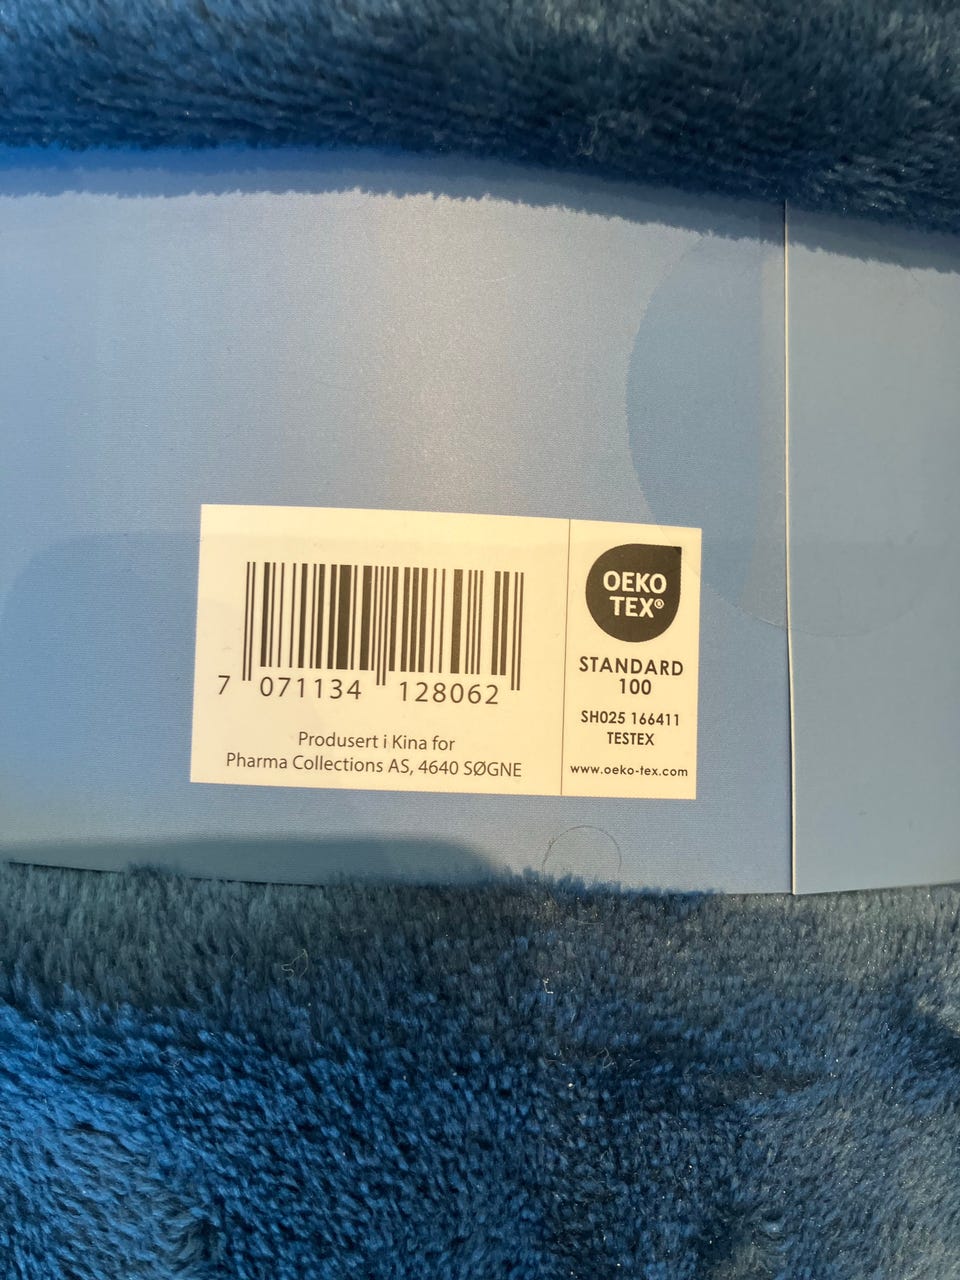 7 071134 128062
Produsert i Kina for
Pharma Collections AS, 4640 SØGNE
OEKO
TEX®
STANDARD
100
SH025 166411
TESTEX
www.oeko-tex.com